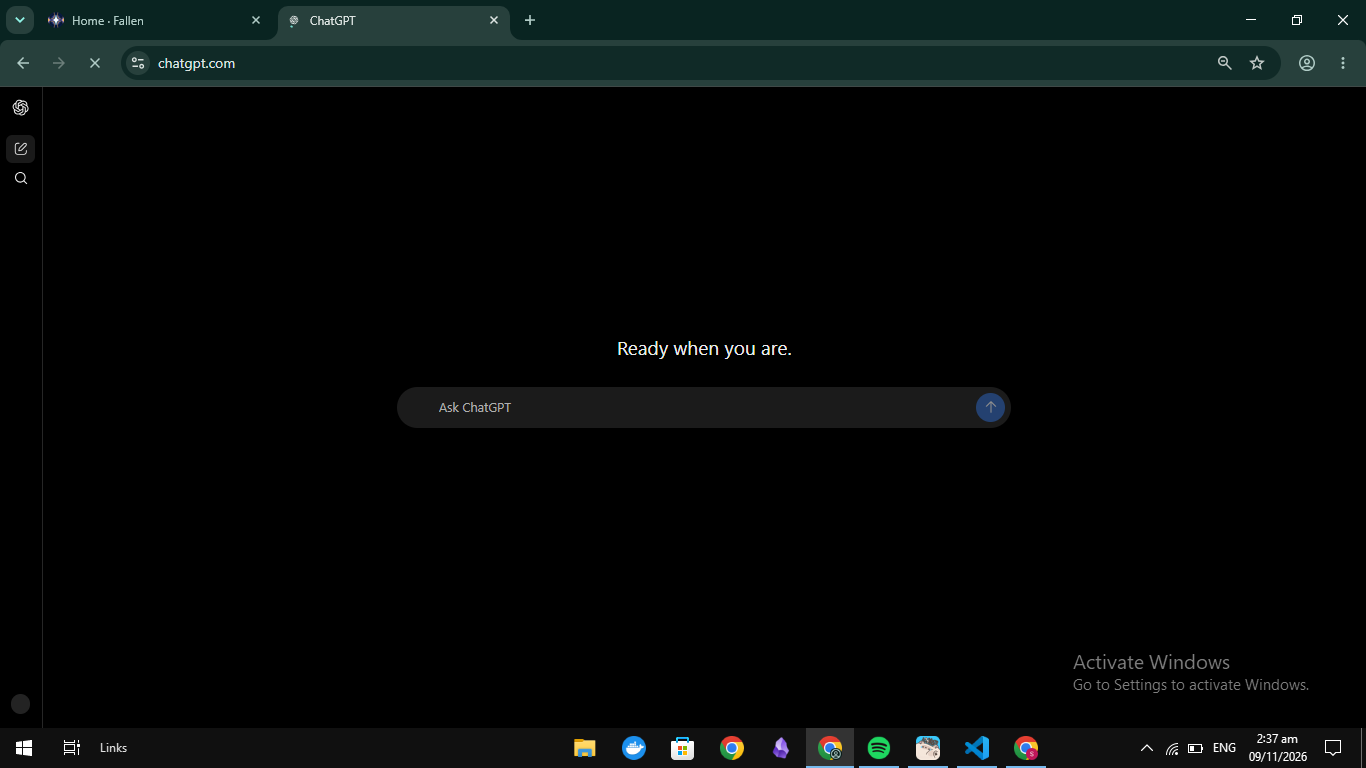 Home · Fallen
ChatGPT
chatgpt.com
Ready when you are.
Ask ChatGPT
Activate Windows
Go to Settings to activate Windows.
Links
ENG
2:37 am
09/11/2026